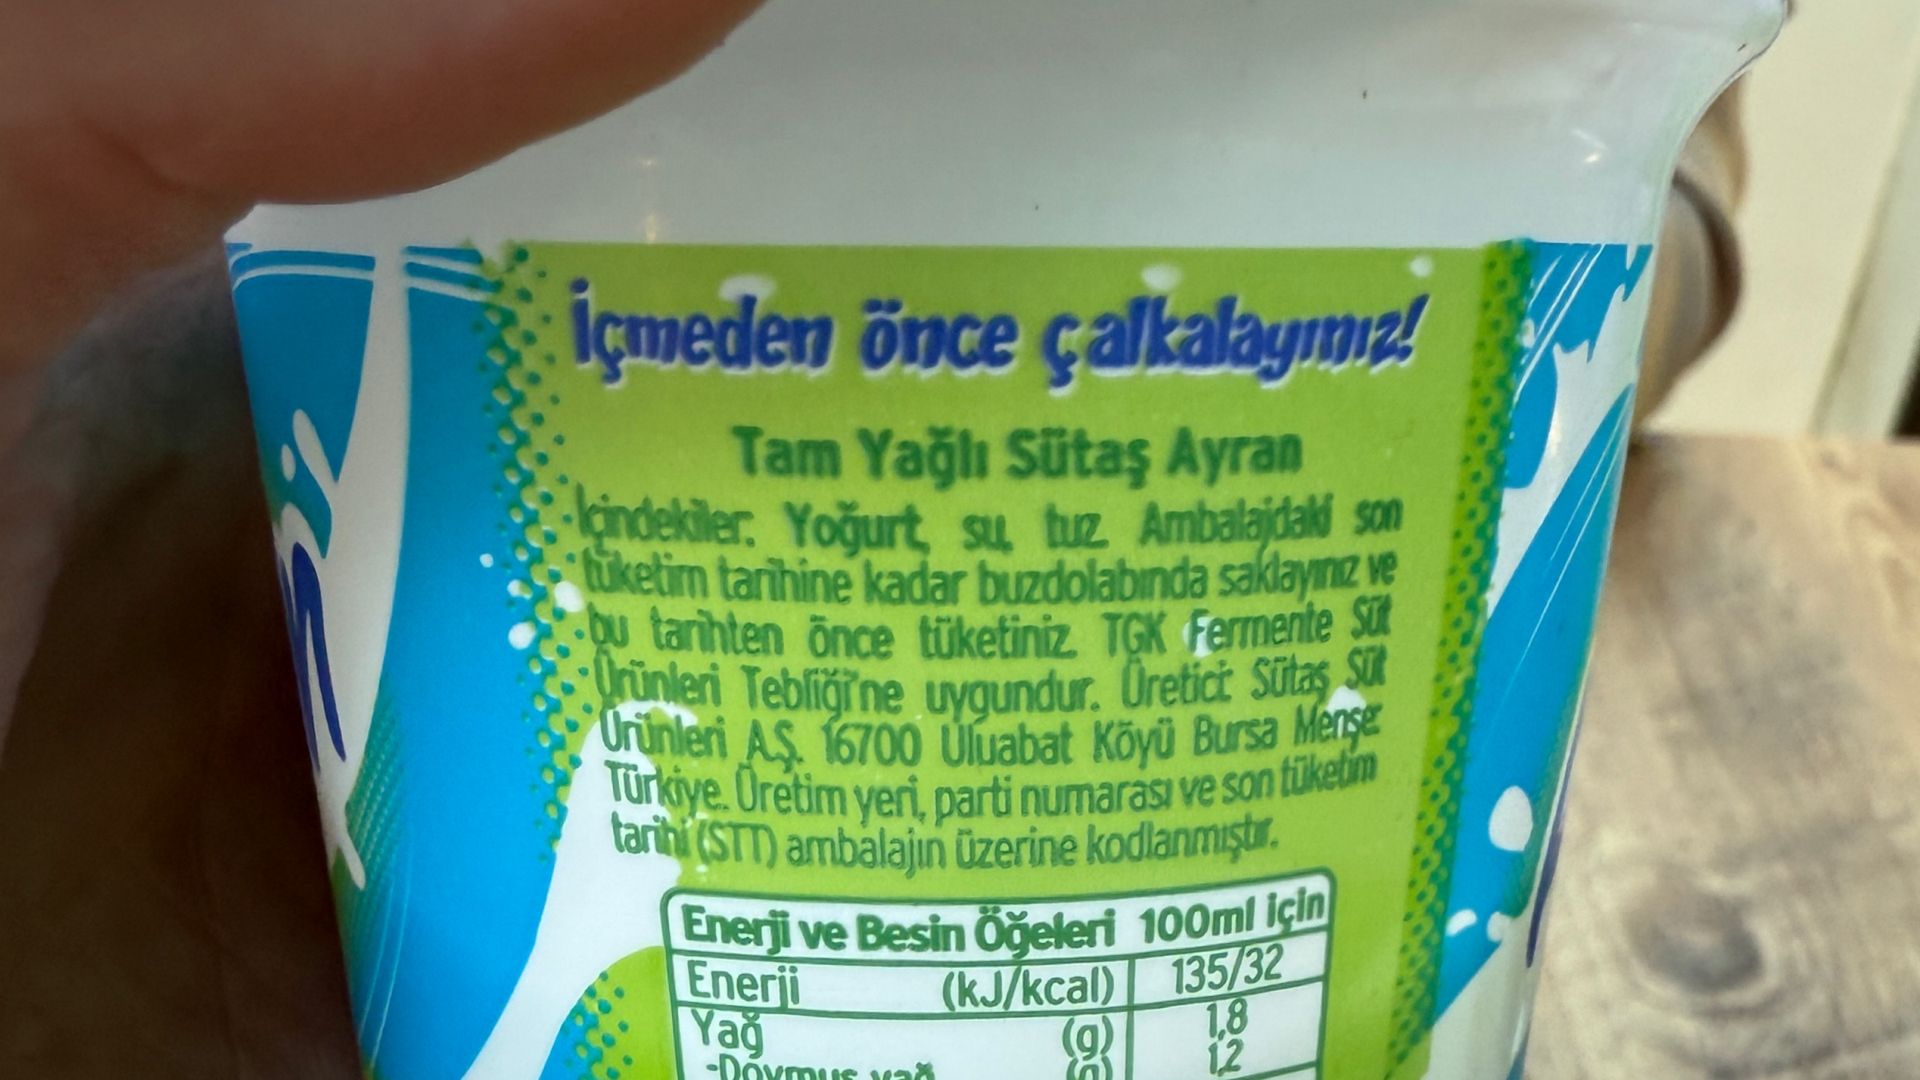 İçmeden önce çalkalayınız!
Tam Yağlı Sütaş Ayran
İçindekiler: Yoğurt, su, tuz. Ambalajdaki son
tüketim tarihine kadar buzdolabında saklayınız ve
bu tarihten önce tüketiniz. TGK Fermente Süt
Ürünleri Tebliği'ne uygundur. Üretici: Sütaş Süt
Ürünleri A.Ş. 16700 Uluabat Köyü Bursa Menşe:
Türkiye. Üretim yeri, parti numarası ve son tüketim
tarihi (STT) ambalajın üzerine kodlanmıştır.
Enerji ve Besin Öğeleri 100ml için
Enerji (kJ/kcal) 135/32
Yağ (g) 1,8
-Doymuş yağ (g) 1,2